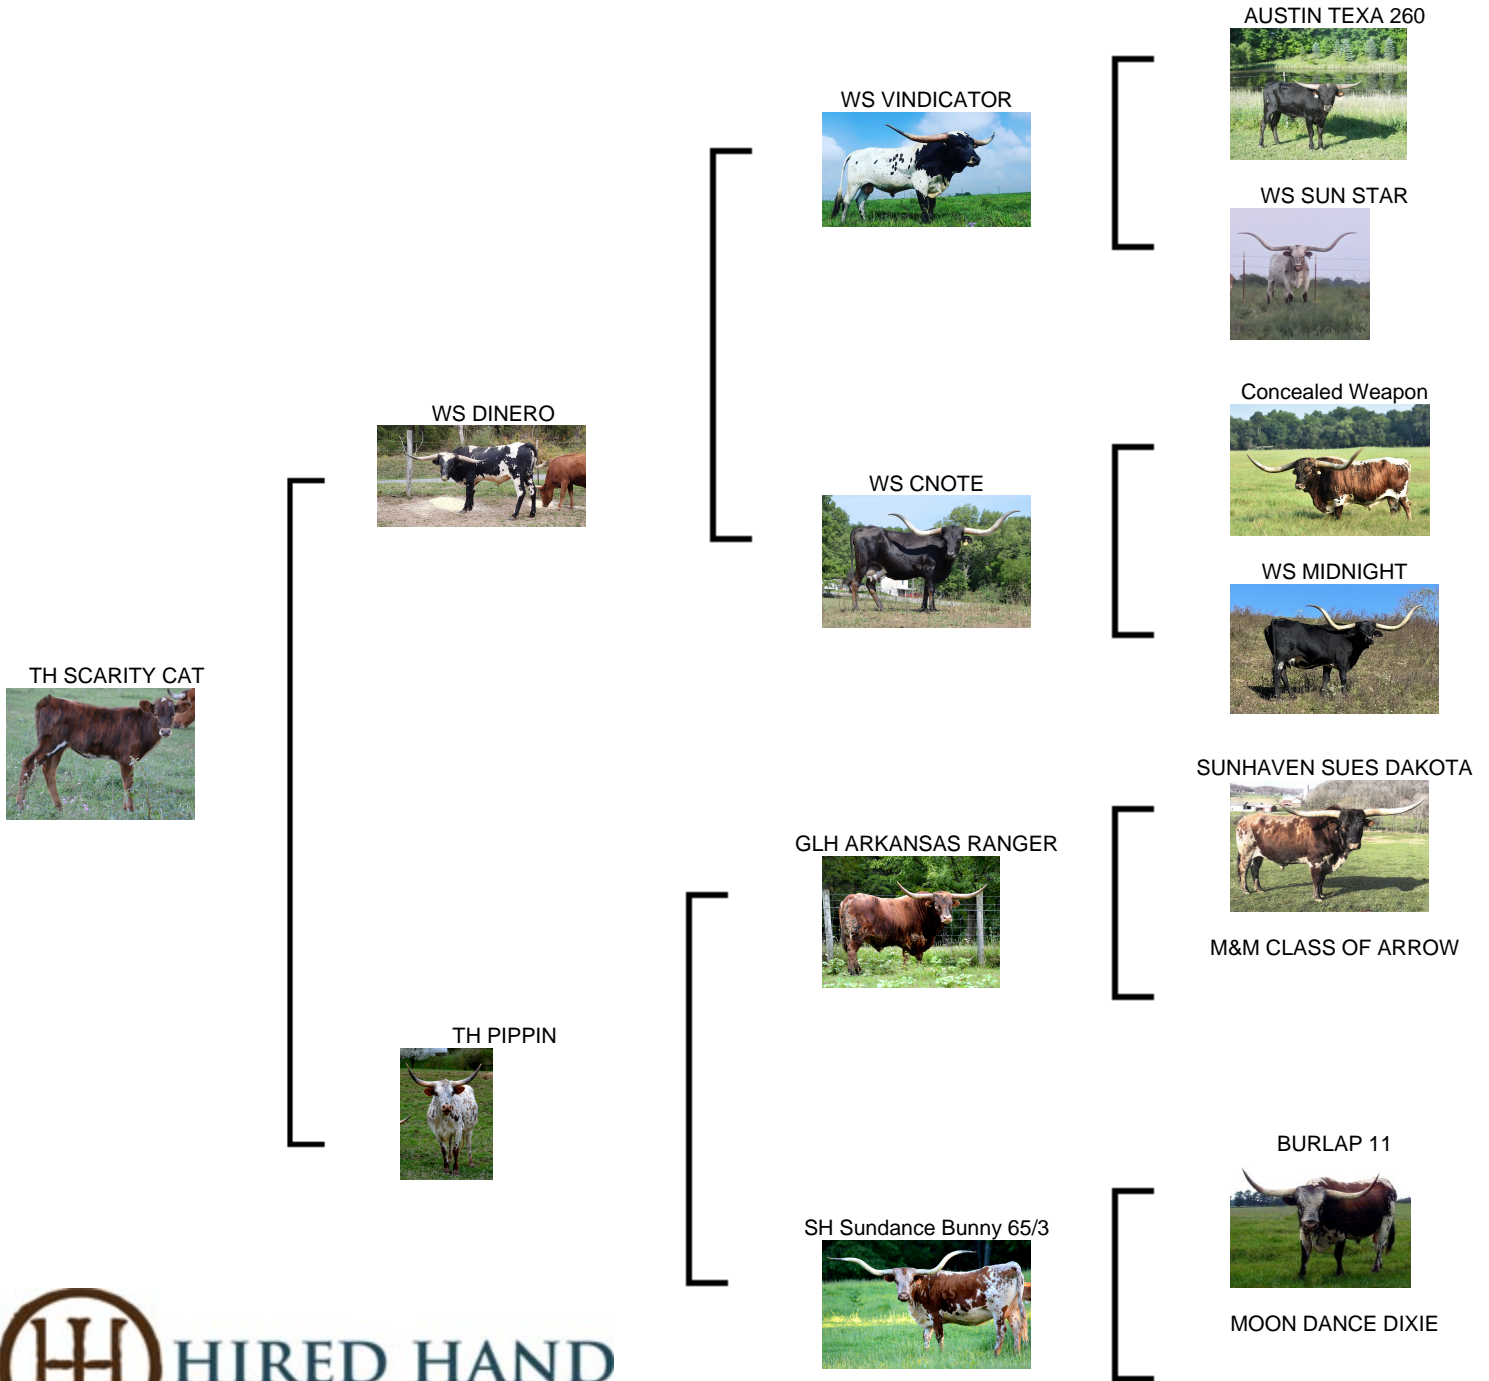 AUSTIN TEXA 260
WS VINDICATOR
WS SUN STAR
Concealed Weapon
WS DINERO
WS CNOTE
WS MIDNIGHT
TH SCARITY CAT
SUNHAVEN SUES DAKOTA
GLH ARKANSAS RANGER
M&M CLASS OF ARROW
TH PIPPIN
BURLAP 11
SH Sundance Bunny 65/3
MOON DANCE DIXIE
HIRED HAND